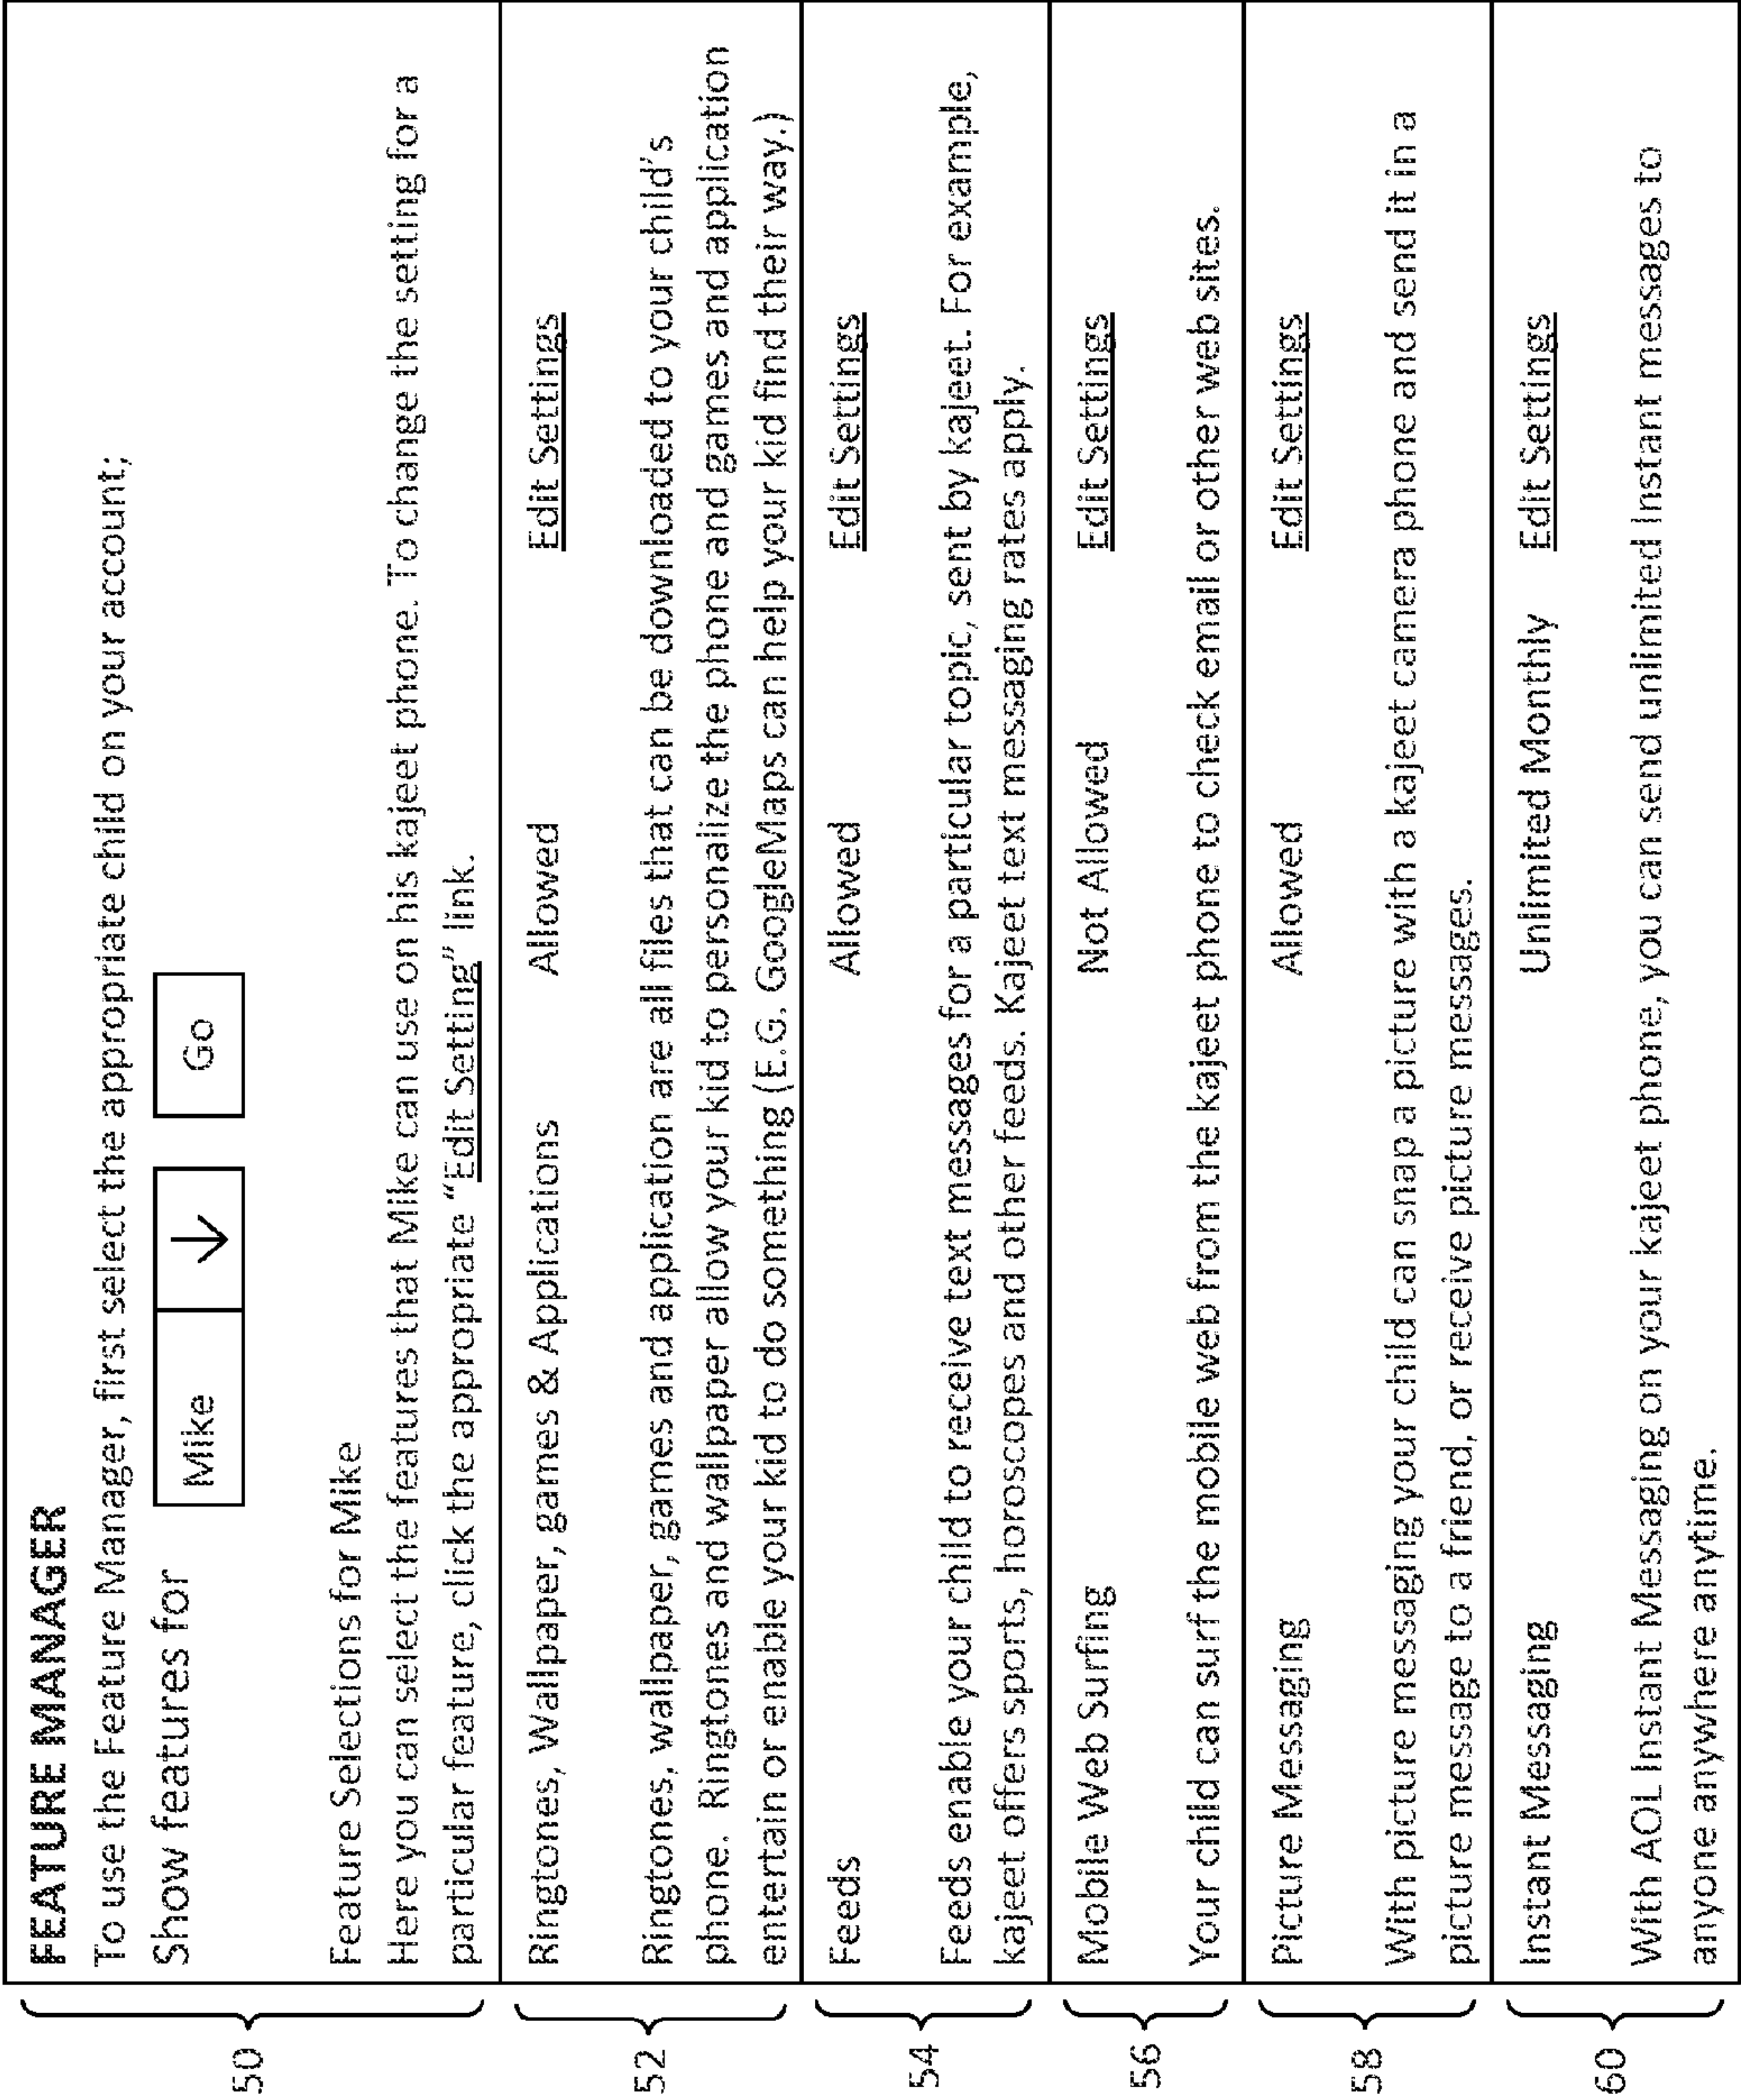 FEATURE MANAGER
To use the Feature Manager, first select the appropriate child on your account;
Show features for Mike Go
Feature Selections for Mike
Here you can select the features that Mike can use on his kajeet phone. To change the setting for a
particular feature, click the appropriate “Edit Setting” link.
50
Ringtones, Wallpaper, games & Applications Allowed Edit Settings
Ringtones, wallpaper, games and application are all files that can be downloaded to your child's
phone. Ringtones and wallpaper allow your kid to personalize the phone and games and application
entertain or enable your kid to do something (E.G. GoogleMaps can help your kid find their way.)
52
Feeds Allowed Edit Settings
Feeds enable your child to receive text messages for a particular topic, sent by kajeet. For example,
kajeet offers sports, horoscopes and other feeds. Kajeet text messaging rates apply.
54
Mobile Web Surfing Not Allowed Edit Settings
Your child can surf the mobile web from the kajeet phone to check email or other web sites.
56
Picture Messaging Allowed Edit Settings
With picture messaging your child can snap a picture with a kajeet camera phone and send it in a
picture message to a friend, or receive picture messages.
58
Instant Messaging Unlimited Monthly Edit Settings
With AOL Instant Messaging on your kajeet phone, you can send unlimited Instant messages to
anyone anywhere anytime.
60